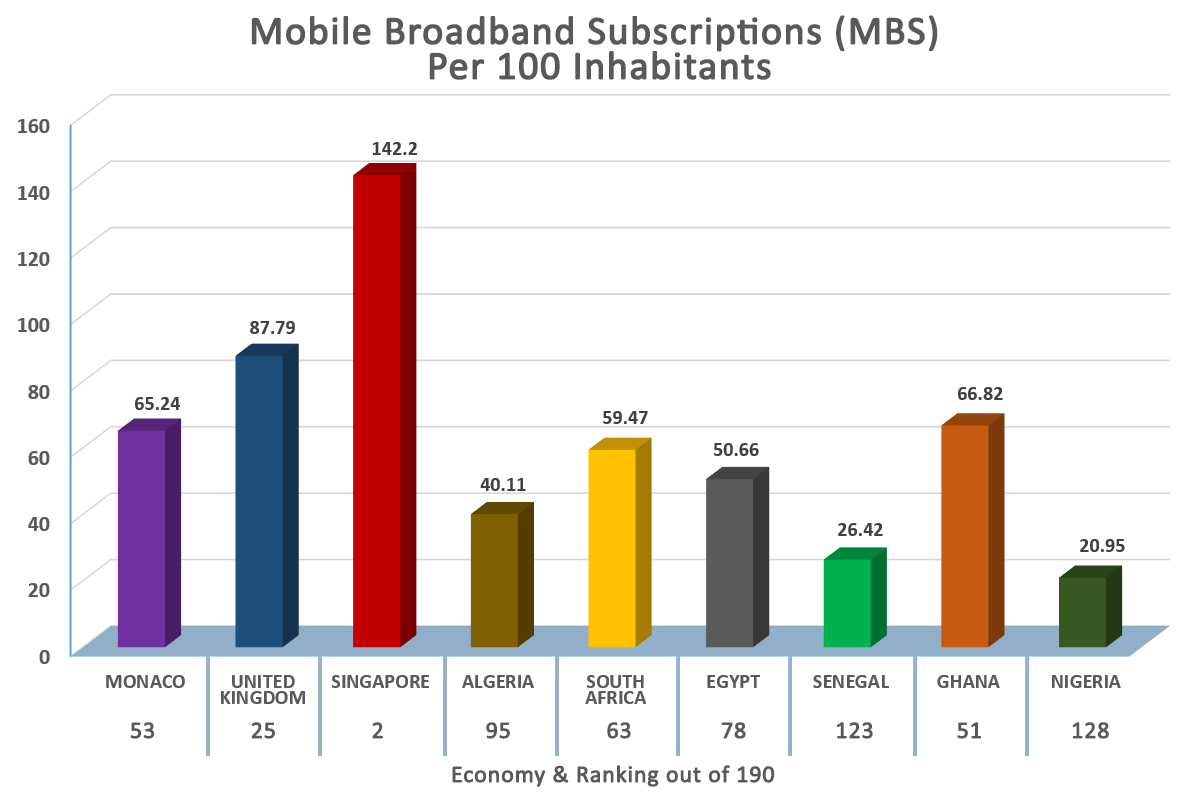 Mobile Broadband Subscriptions (MBS)
Per 100 Inhabitants
160
140
120
100
80
60
40
20
0
65.24
87.79
142.2
40.11
59.47
50.66
26.42
66.82
20.95
MONACO
UNITED
KINGDOM
SINGAPORE
ALGERIA
SOUTH
AFRICA
EGYPT
SENEGAL
GHANA
NIGERIA
53
25
2
95
63
78
123
51
128
Economy & Ranking out of 190